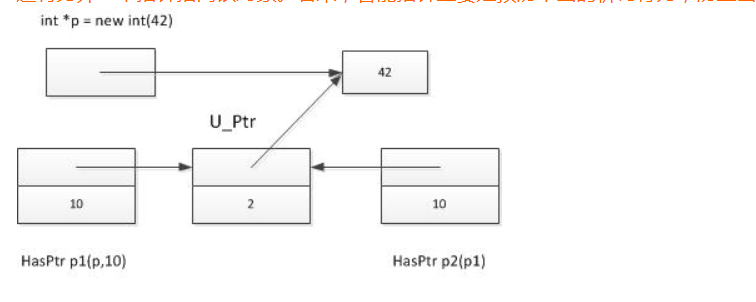 int *p = new int(42)
42
U_Ptr
10
2
10
HasPtr p1(p,10)
HasPtr p2(p1)